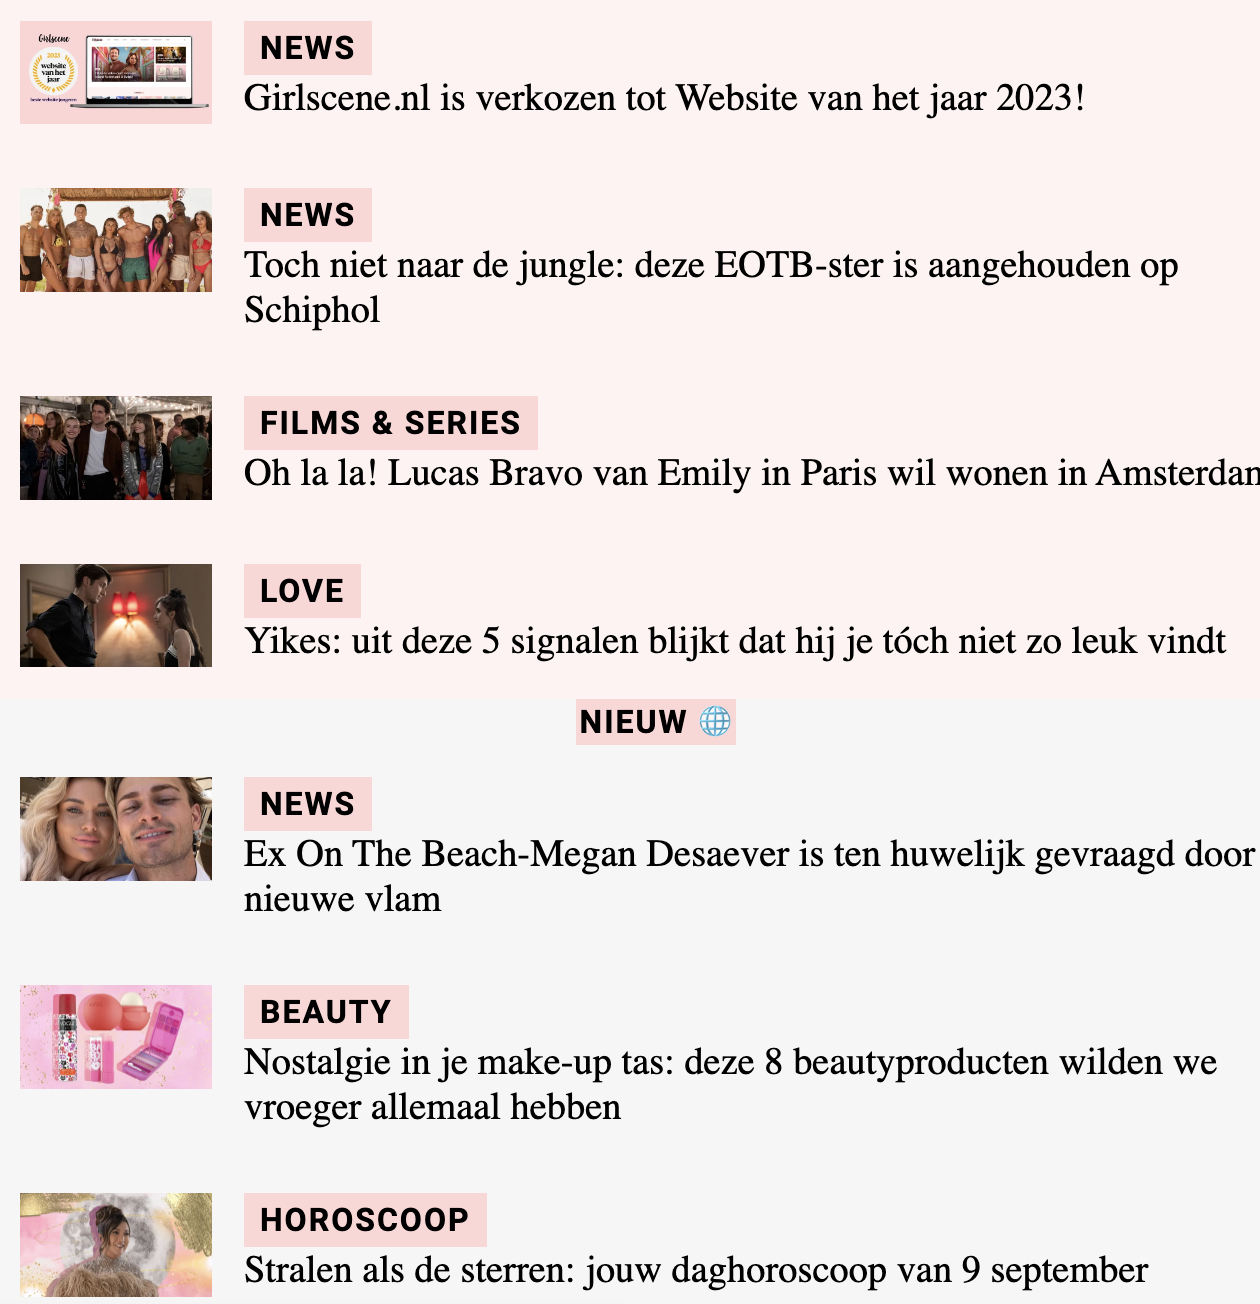 Girlscene
2023
website
van het
jaar
beste website jongeren
NEWS
Girlscene.nl is verkozen tot Website van het jaar 2023!
NEWS
Toch niet naar de jungle: deze EOTB-ster is aangehouden op
Schiphol
FILMS & SERIES
Oh la la! Lucas Bravo van Emily in Paris wil wonen in
LOVE
Yikes: uit deze 5 signalen blijkt dat hij je tóch niet zo leuk vindt
NIEUW 🌐
NEWS
Ex On The Beach-Megan Desaever is ten huwelijk gevraagd door
nieuwe vlam
BEAUTY
Nostalgie in je make-up tas: deze 8 beautyproducten wilden we
vroeger allemaal hebben
HOROSCOOP
Stralen als de sterren: jouw daghoroscoop van 9 september